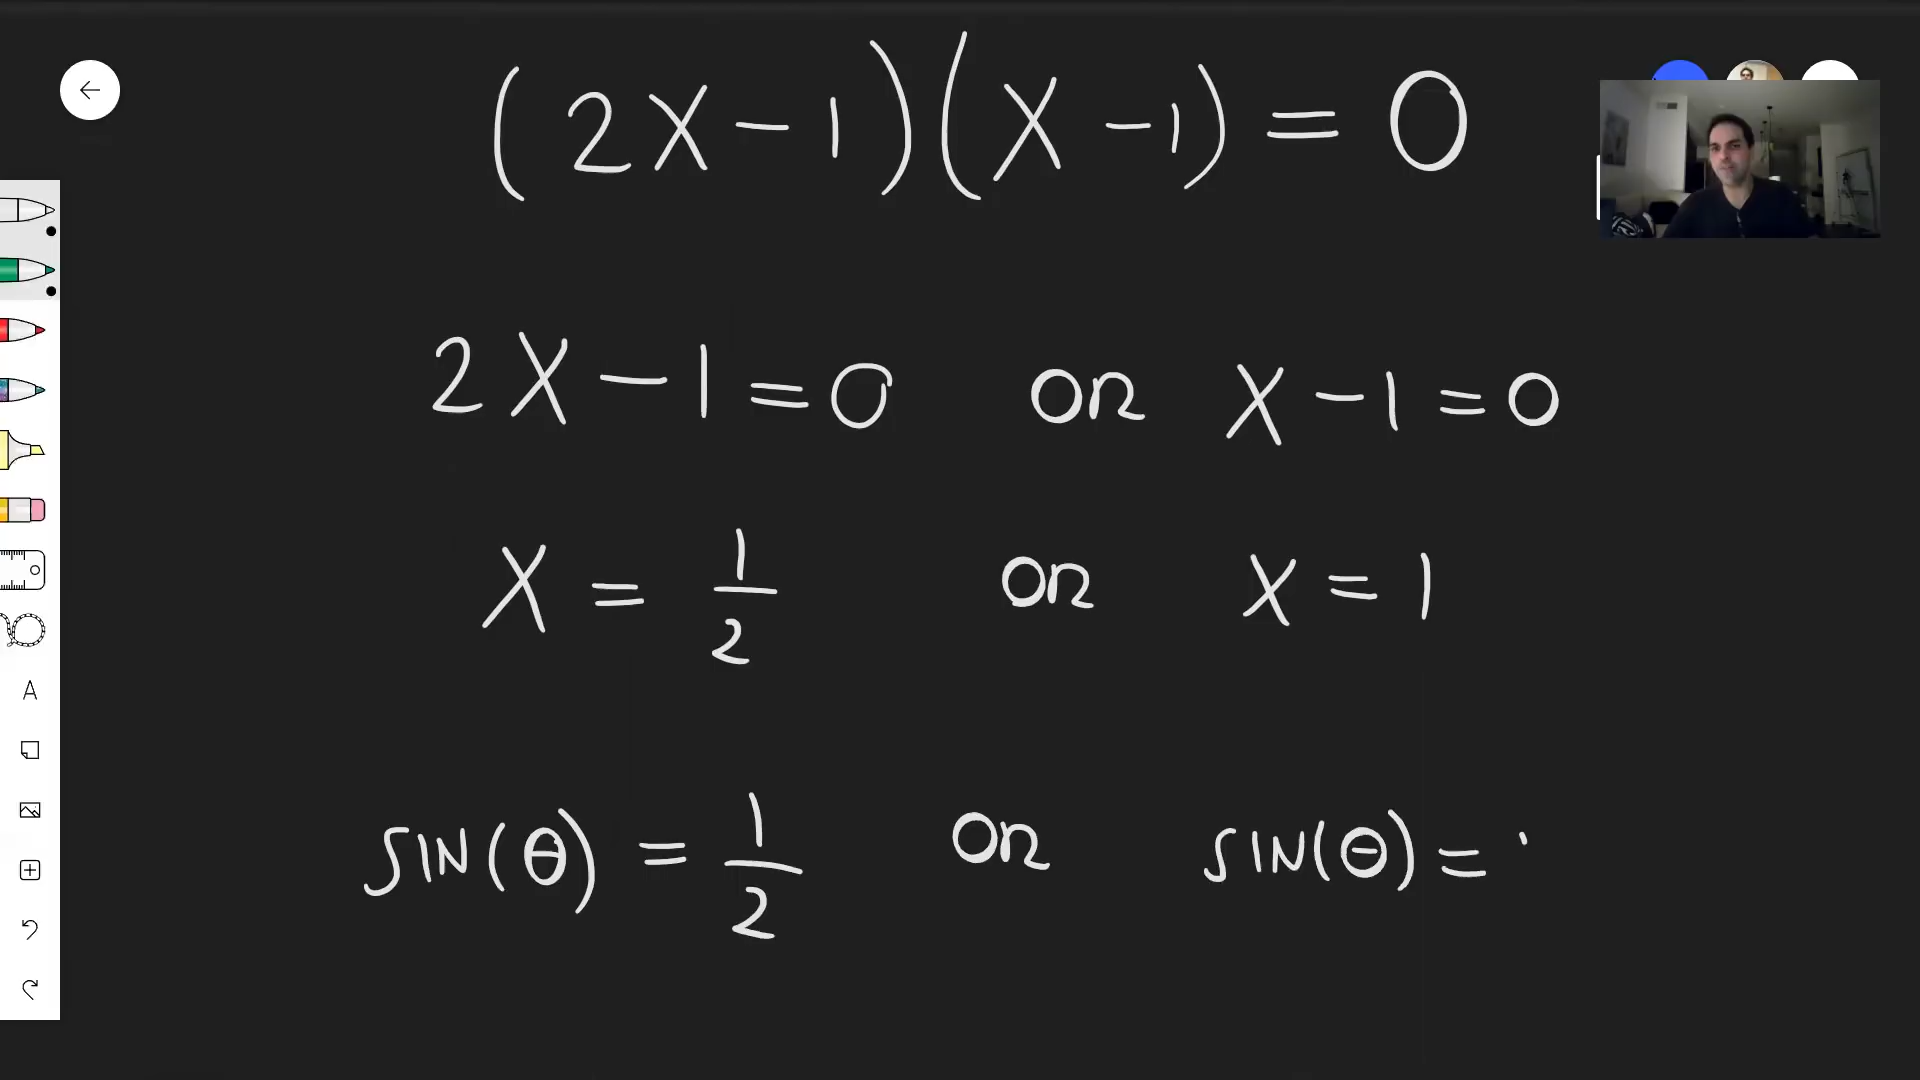 (2X-1)(X-1)=0
2X-1=0 OR X-1=0
X = 1/2 OR X = 1
SIN(θ) = 1/2 OR SIN(θ) =
A